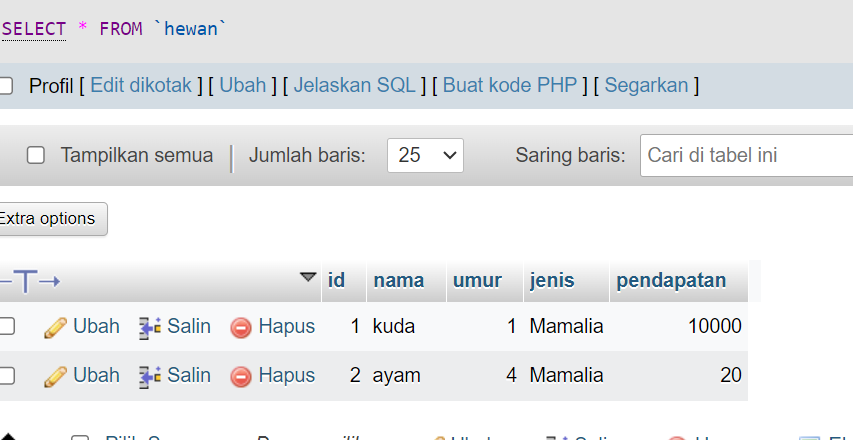 SELECT * FROM `hewan`
Profil [ Edit dikotak ] [ Ubah ] [ Jelaskan SQL ] [ Buat kode PHP ] [ Segarkan ]
Tampilkan semua | Jumlah baris: 25 Saring baris: Cari di tabel ini
Extra options
id nama umur jenis pendapatan
Ubah Salin Hapus 1 kuda 1 Mamalia 10000
Ubah Salin Hapus 2 ayam 4 Mamalia 20